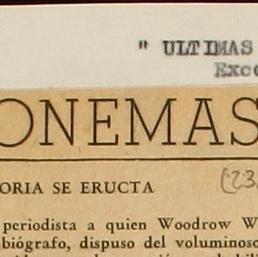 " ULTIMAS
Exc
ONEMAS
ORIA SE ERUCTA
(23
periodista a quien Woodrow W
biógrafo, dispuso del voluminoso